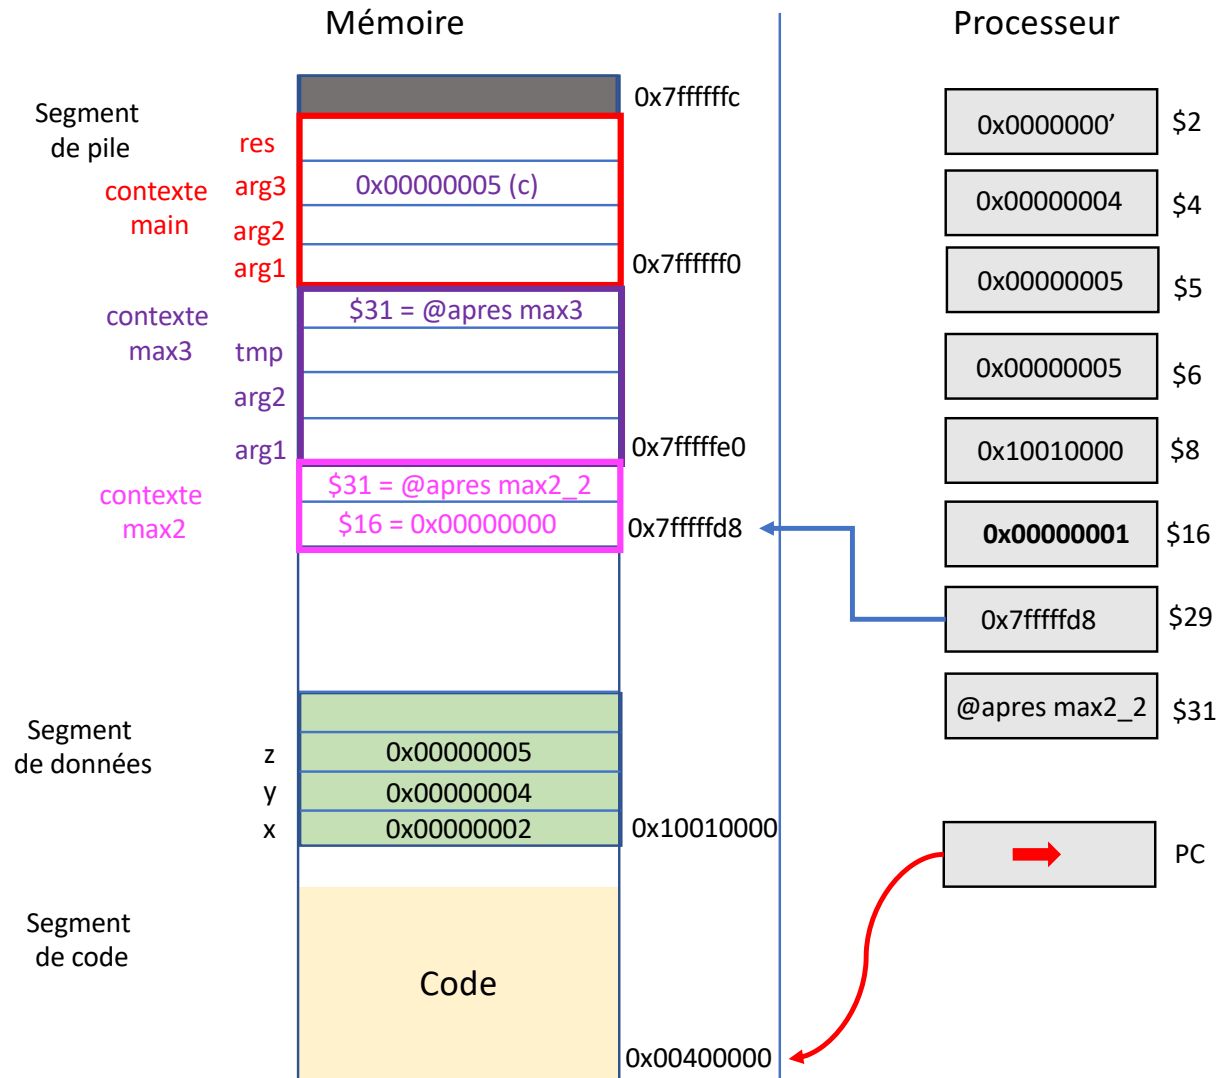 Mémoire
Processeur
0x7ffffffc
Segment
de pile
res
contexte
main
arg3
0x00000005 (c)
arg2
arg1
0x7ffffff0
$31 = @apres max3
contexte
max3
tmp
arg2
arg1
0x7fffffe0
$31 = @apres max2_2
contexte
max2
$16 = 0x00000000
0x7fffffd8
Segment
de données
z
0x00000005
y
0x00000004
x
0x00000002
0x10010000
Segment
de code
Code
0x00400000
0x0000000’
$2
0x00000004
$4
0x00000005
$5
0x00000005
$6
0x10010000
$8
0x00000001
$16
0x7fffffd8
$29
@apres max2_2
$31
PC